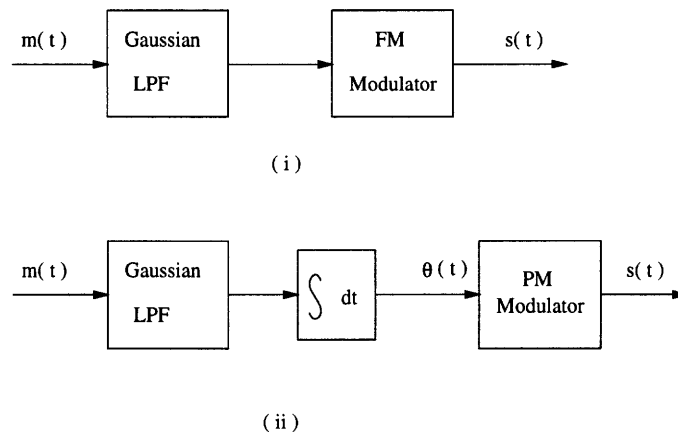 m(t)
Gaussian
LPF
FM
Modulator
s(t)
(i)
m(t)
Gaussian
LPF
∫ dt
θ(t)
PM
Modulator
s(t)
(ii)